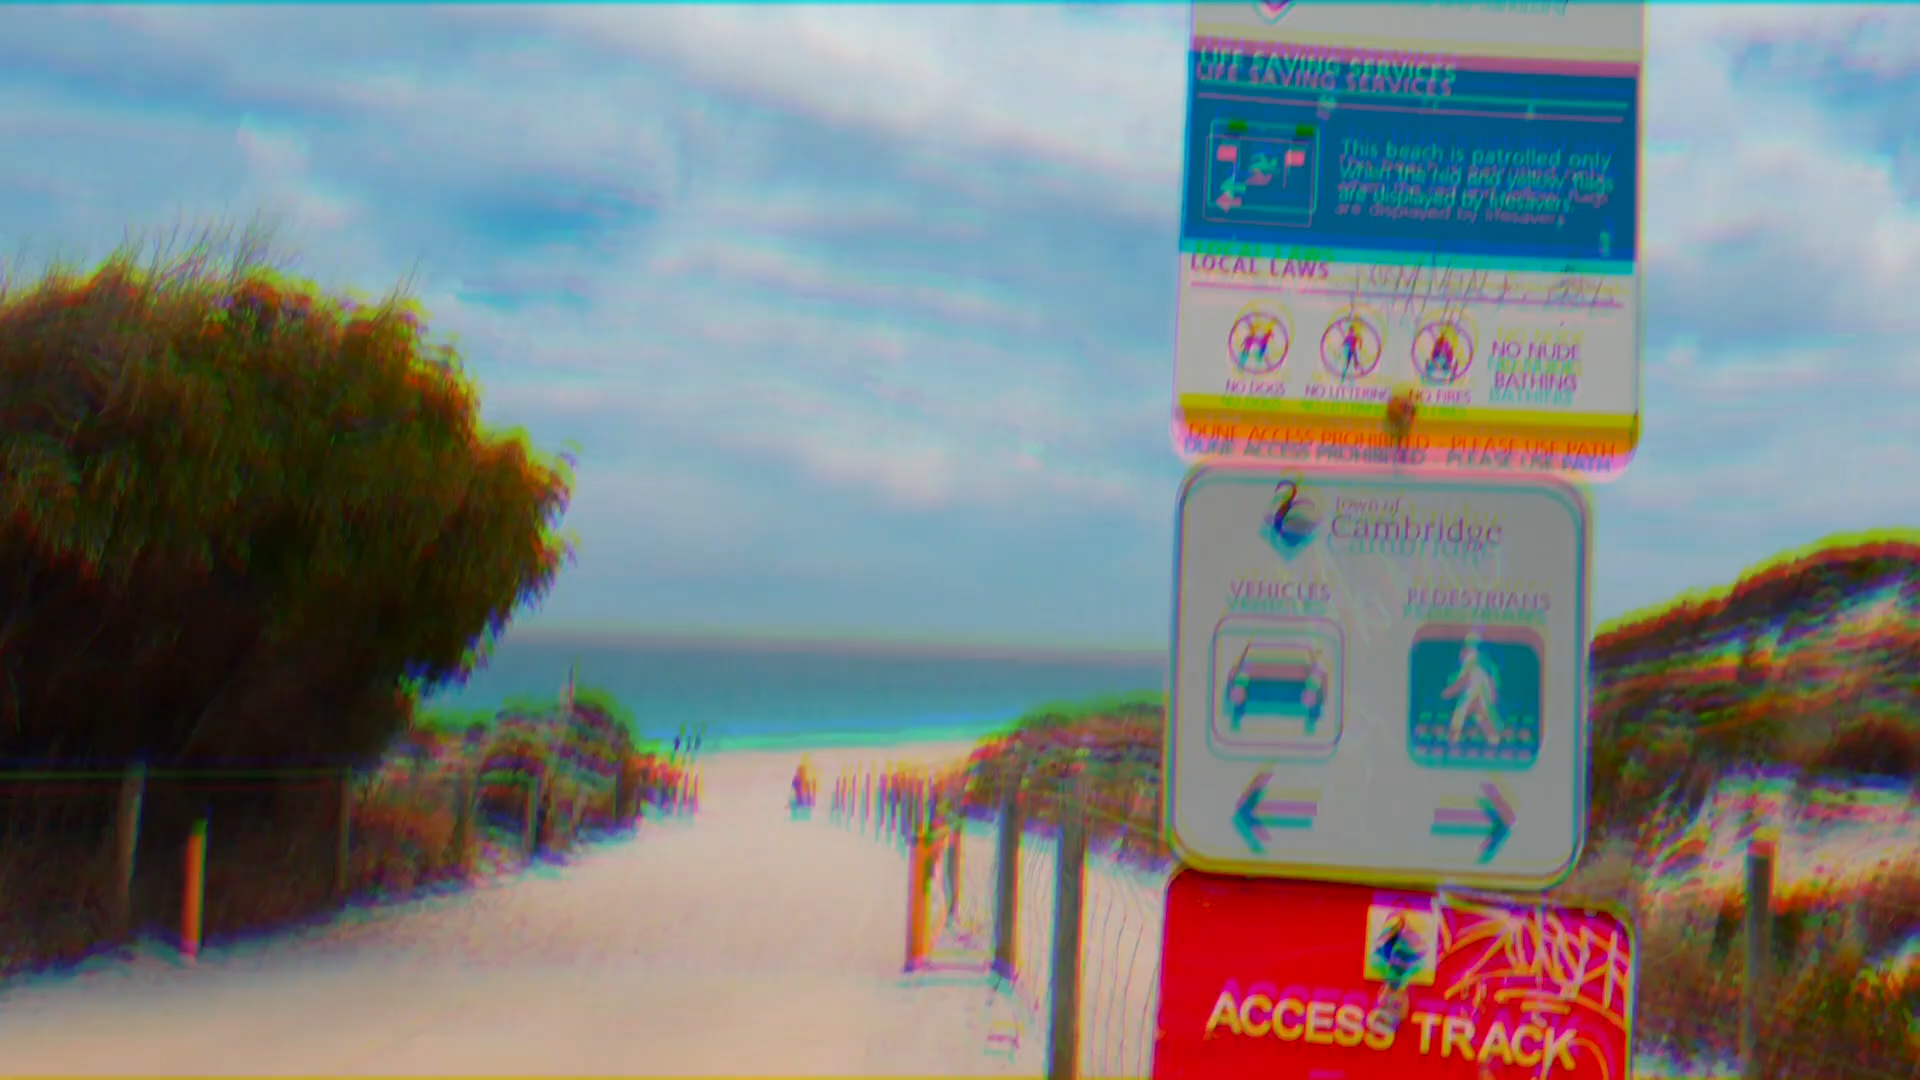 LIFE SAVING SERVICES
This beach is patrolled only
when the red and yellow flags
are displayed by lifesavers.
LOCAL LAWS
NO DOGS
NO LITTERING
NO FIRES
NO NUDE
BATHING
DUNE ACCESS PROHIBITED - PLEASE USE PATH
Town of
Cambridge
VEHICLES
PEDESTRIANS
ACCESS TRACK